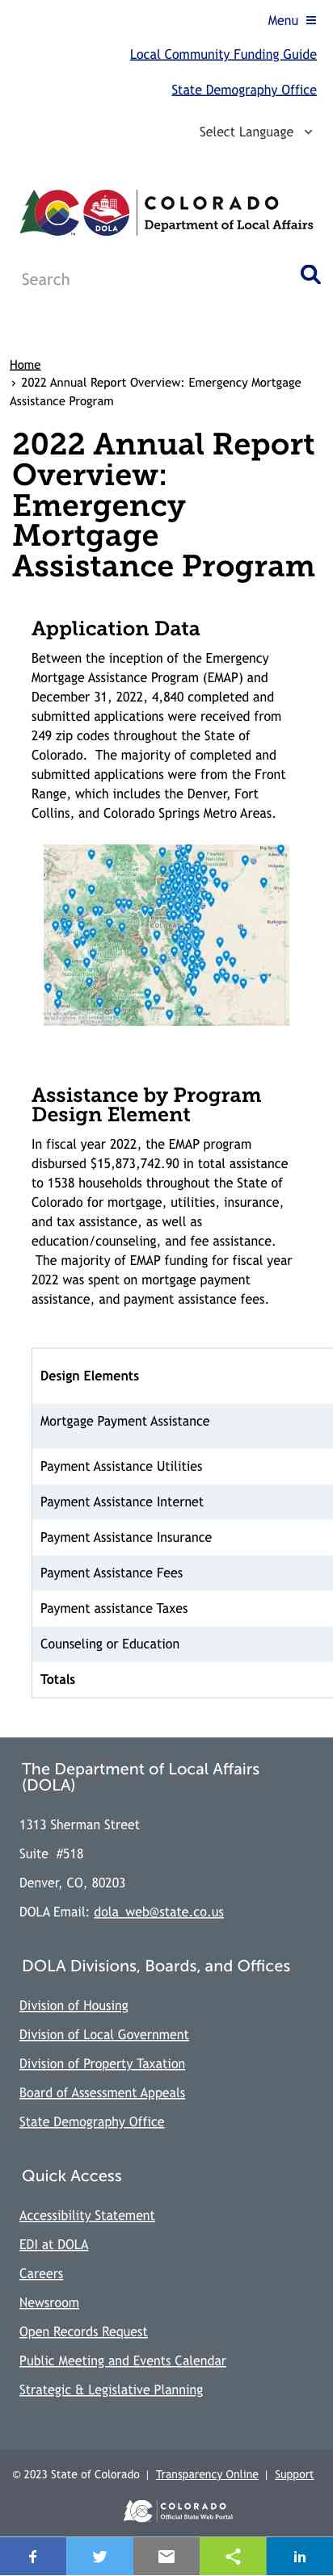 Menu
Local Community Funding Guide
State Demography Office
Select Language
COLORADO
Department of Local Affairs
DOLA
Search
Home
› 2022 Annual Report Overview: Emergency Mortgage
Assistance Program
2022 Annual Report
Overview:
Emergency
Mortgage
Assistance Program
Application Data
Between the inception of the Emergency
Mortgage Assistance Program (EMAP) and
December 31, 2022, 4,840 completed and
submitted applications were received from
249 zip codes throughout the State of
Colorado.  The majority of completed and
submitted applications were from the Front
Range, which includes the Denver, Fort
Collins, and Colorado Springs Metro Areas.
Assistance by Program
Design Element
In fiscal year 2022, the EMAP program
disbursed $15,873,742.90 in total assistance
to 1538 households throughout the State of
Colorado for mortgage, utilities, insurance,
and tax assistance, as well as
education/counseling, and fee assistance.
The majority of EMAP funding for fiscal year
2022 was spent on mortgage payment
assistance, and payment assistance fees.
Design Elements
Mortgage Payment Assistance
Payment Assistance Utilities
Payment Assistance Internet
Payment Assistance Insurance
Payment Assistance Fees
Payment assistance Taxes
Counseling or Education
Totals
The Department of Local Affairs
(DOLA)
1313 Sherman Street
Suite  #518
Denver, CO, 80203
DOLA Email: dola_web@state.co.us
DOLA Divisions, Boards, and Offices
Division of Housing
Division of Local Government
Division of Property Taxation
Board of Assessment Appeals
State Demography Office
Quick Access
Accessibility Statement
EDI at DOLA
Careers
Newsroom
Open Records Request
Public Meeting and Events Calendar
Strategic & Legislative Planning
© 2023 State of Colorado | Transparency Online | Support
COLORADO
Official State Web Portal